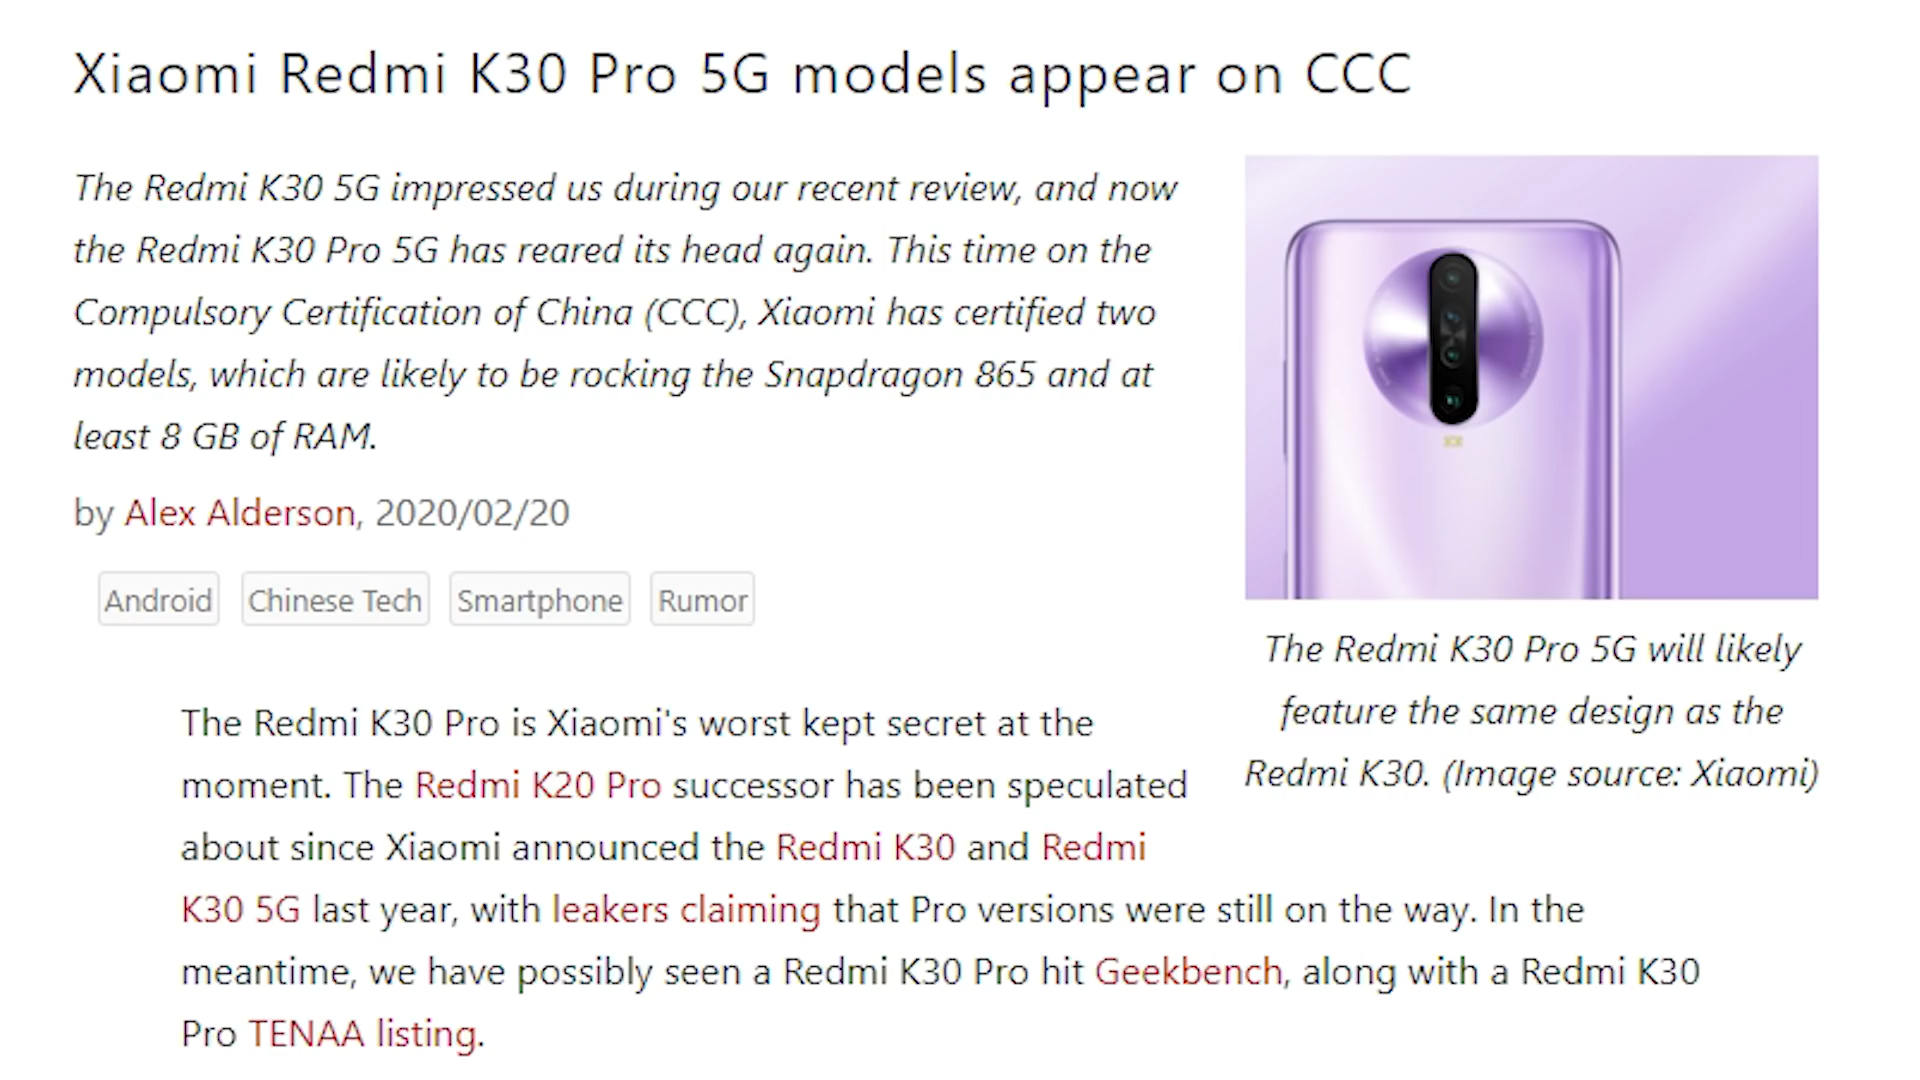 Xiaomi Redmi K30 Pro 5G models appear on CCC
The Redmi K30 5G impressed us during our recent review, and now
the Redmi K30 Pro 5G has reared its head again. This time on the
Compulsory Certification of China (CCC), Xiaomi has certified two
models, which are likely to be rocking the Snapdragon 865 and at
least 8 GB of RAM.
by Alex Alderson, 2020/02/20
Android
Chinese Tech
Smartphone
Rumor
The Redmi K30 Pro 5G will likely
feature the same design as the
Redmi K30. (Image source: Xiaomi)
The Redmi K30 Pro is Xiaomi's worst kept secret at the
moment. The Redmi K20 Pro successor has been speculated
about since Xiaomi announced the Redmi K30 and Redmi
K30 5G last year, with leakers claiming that Pro versions were still on the way. In the
meantime, we have possibly seen a Redmi K30 Pro hit Geekbench, along with a Redmi K30
Pro TENAA listing.